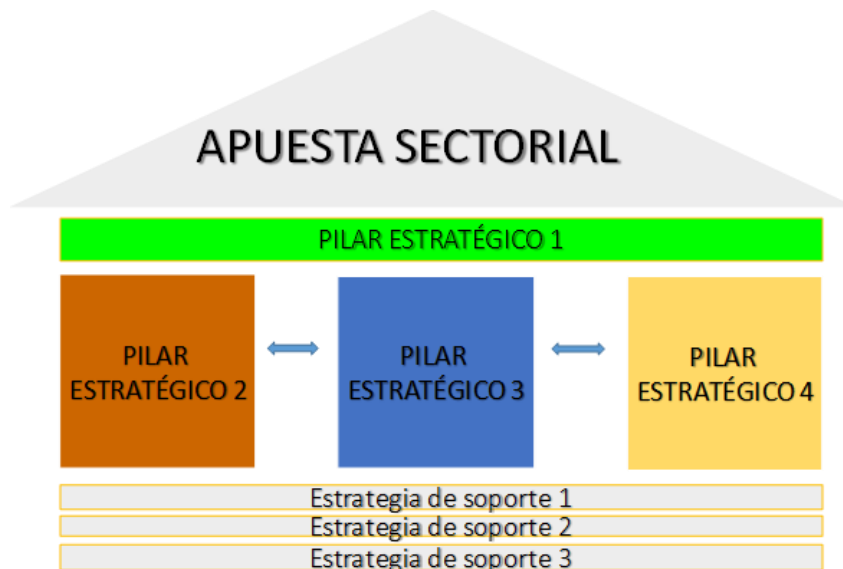 APUESTA SECTORIAL
PILAR ESTRATÉGICO 1
PILAR
ESTRATÉGICO 2
PILAR
ESTRATÉGICO 3
PILAR
ESTRATÉGICO 4
Estrategia de soporte 1
Estrategia de soporte 2
Estrategia de soporte 3